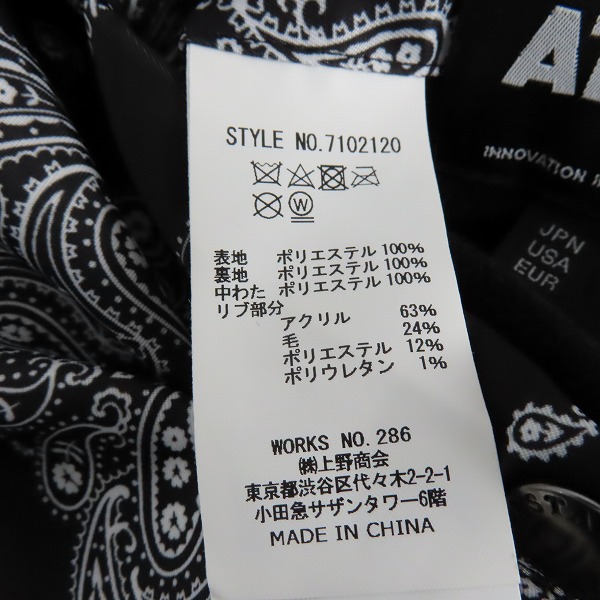 STYLE NO.7102120
表地 ポリエステル 100%
裏地 ポリエステル 100%
中わた ポリエステル 100%
リブ部分
アクリル 63%
毛 24%
ポリエステル 12%
ポリウレタン 1%
WORKS NO.286
㈱上野商会
東京都渋谷区代々木2-2-1
小田急サザンタワー6階
MADE IN CHINA
INNOVATION
JPN
USA
EUR